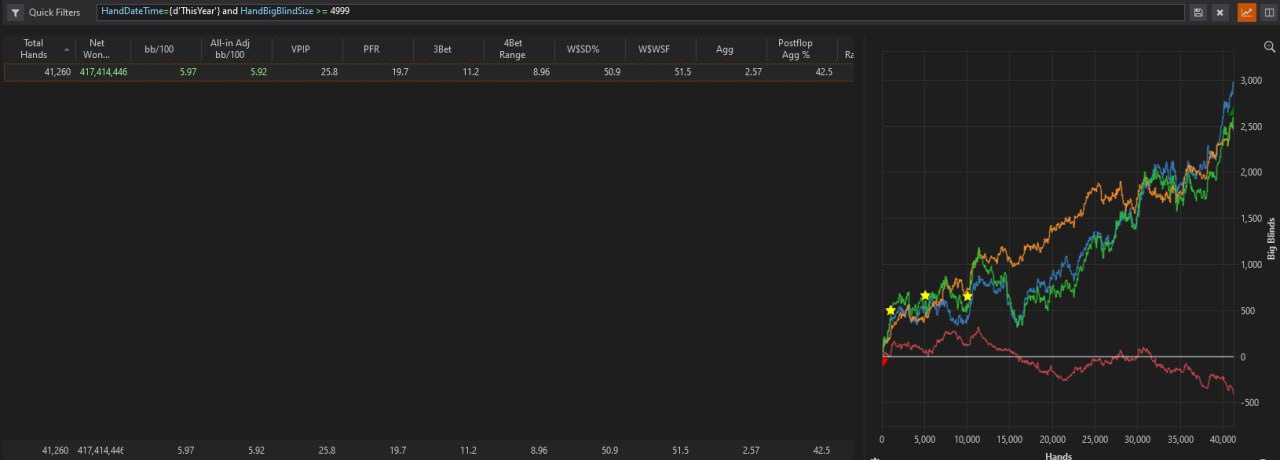 Quick Filters HandDateTime={d'ThisYear'} and HandBigBlindSize >= 4999
Total Hands Net Won... bb/100 All-in Adj bb/100 VPIP PFR 3Bet 4Bet Range W$SD% W$WSF Agg Postflop Agg % Ra
41,260 417,414,446 5.97 5.92 25.8 19.7 11.2 8.96 50.9 51.5 2.57 42.5
41,260 417,414,446 5.97 5.92 25.8 19.7 11.2 8.96 50.9 51.5 2.57 42.5
3,000
2,500
2,000
1,500
1,000
500
0
-500
Big Blinds
0 5,000 10,000 15,000 20,000 25,000 30,000 35,000 40,000
Hands